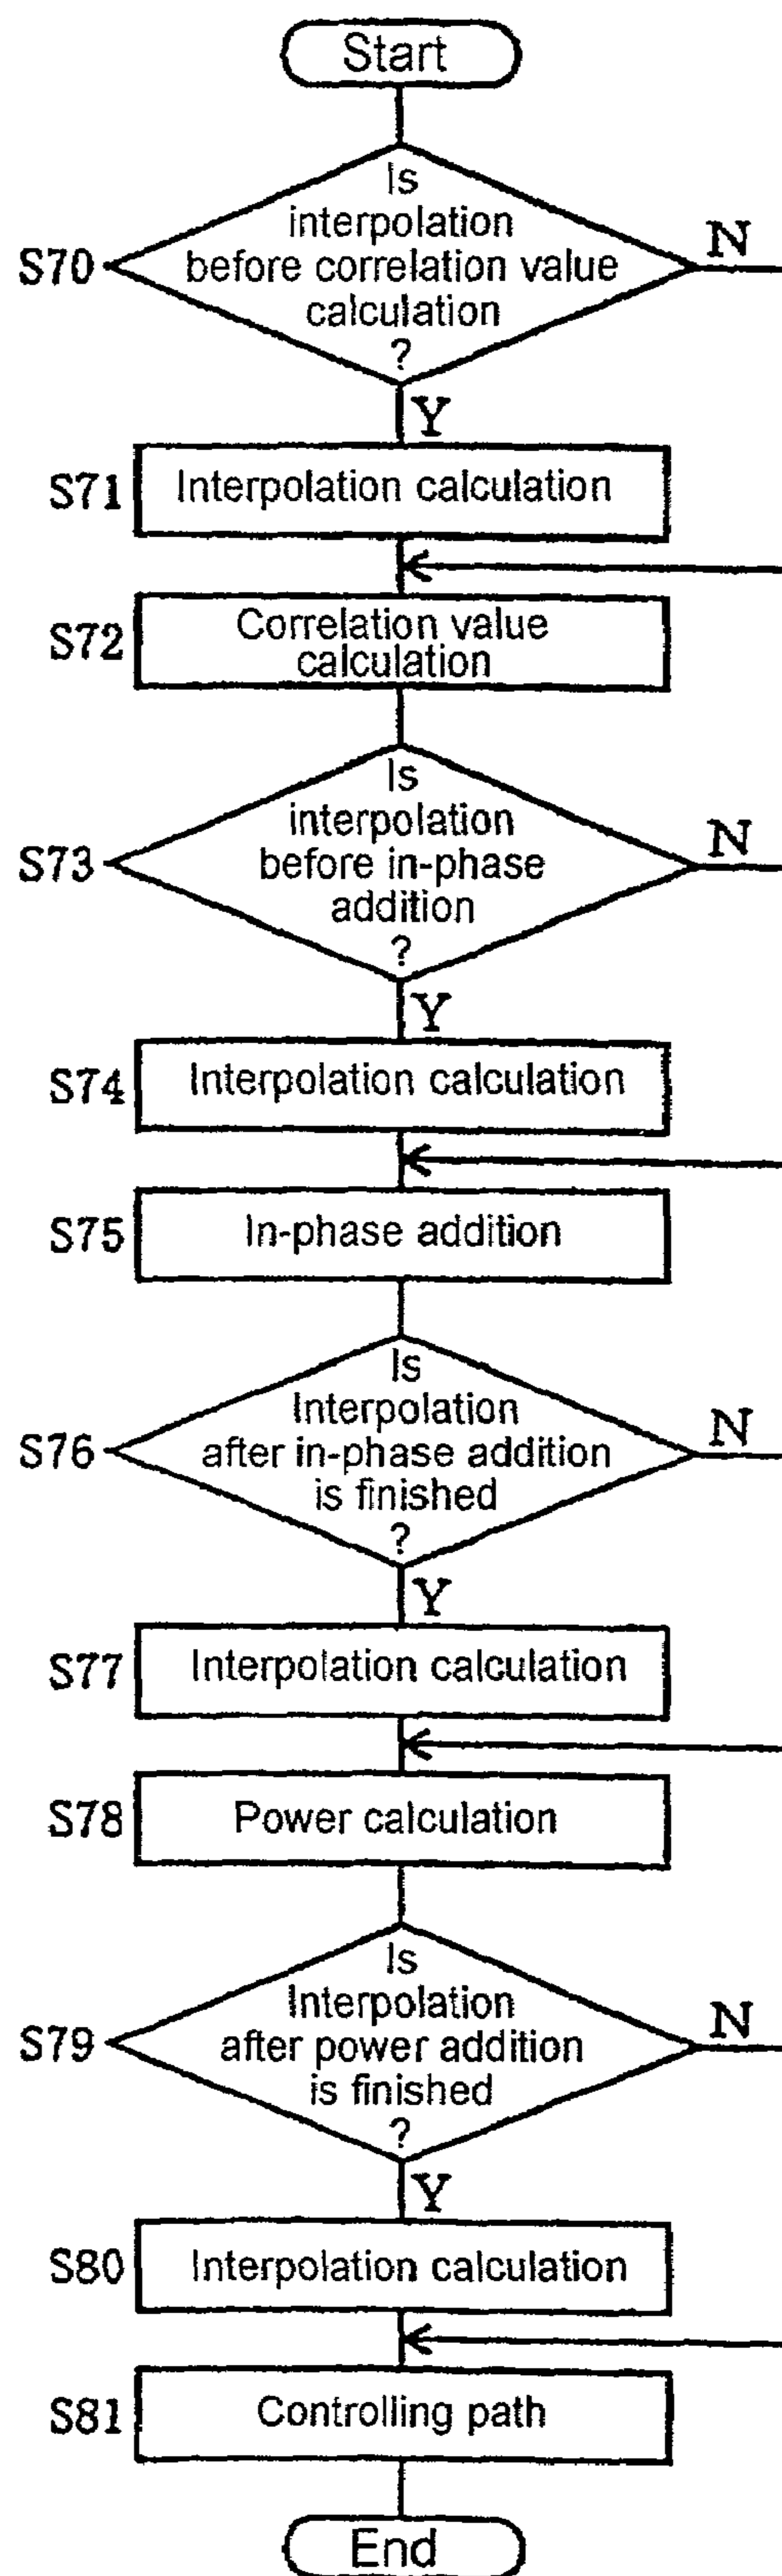 Start
Is
interpolation
S70 before correlation value N
calculation
?
Y
S71 Interpolation calculation
S72 Correlation value
calculation
Is
interpolation
S73 before in-phase N
addition
?
Y
S74 Interpolation calculation
S75 In-phase addition
Is
Interpolation
S76 after in-phase addition N
is finished
?
Y
S77 Interpolation calculation
S78 Power calculation
Is
Interpolation
S79 after power addition N
is finished
?
Y
S80 Interpolation calculation
S81 Controlling path
End